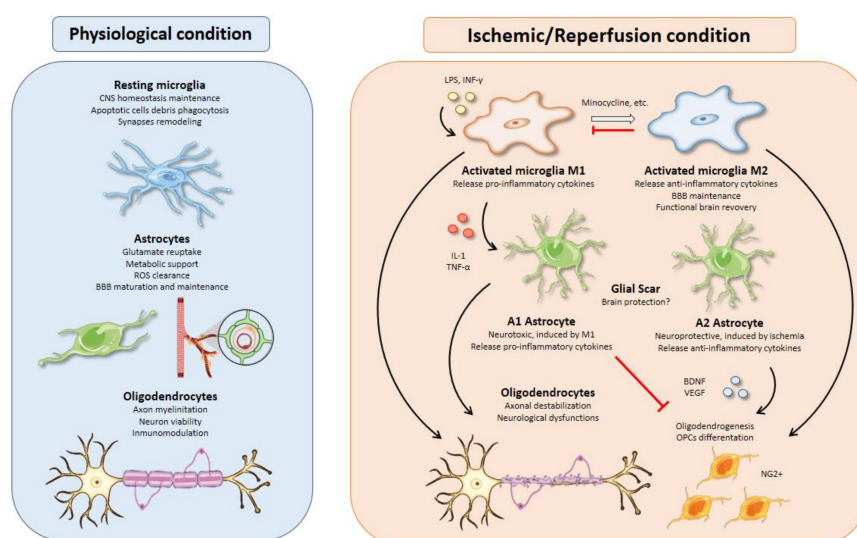 Physiological condition
Resting microglia
CNS homeostasis maintenance
Apoptotic cells debris phagocytosis
Synapses remodeling
Astrocytes
Glutamate reuptake
Metabolic support
ROS clearance
BBB maturation and maintenance
Oligodendrocytes
Axon myelinitation
Neuron viability
Inmunomodulation
Ischemic/Reperfusion condition
LPS, INF-γ
Minocycline, etc.
Activated microglia M1
Release pro-inflammatory cytokines
Activated microglia M2
Release anti-inflammatory cytokines
BBB maintenance
Functional brain revovery
IL-1
TNF-α
Glial Scar
Brain protection?
A1 Astrocyte
Neurotoxic, induced by M1
Release pro-inflammatory cytokines
A2 Astrocyte
Neuroprotective, induced by ischemia
Release anti-inflammatory cytokines
BDNF
VEGF
Oligodendrocytes
Axonal destabilization
Neurological dysfunctions
Oligodendrogenesis
OPCs differentation
NG2+